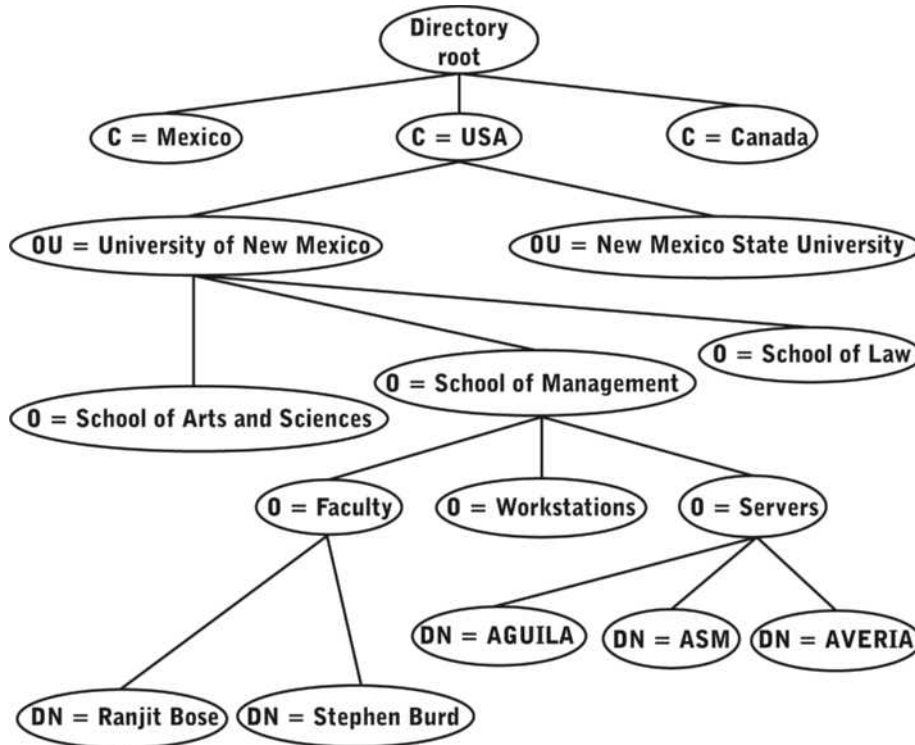 Directory
root
C = Mexico
C = USA
C = Canada
OU = University of New Mexico
OU = New Mexico State University
O = School of Law
O = School of Management
O = School of Arts and Sciences
O = Faculty
O = Workstations
O = Servers
DN = AGUILA
DN = ASM
DN = AVERIA
DN = Ranjit Bose
DN = Stephen Burd